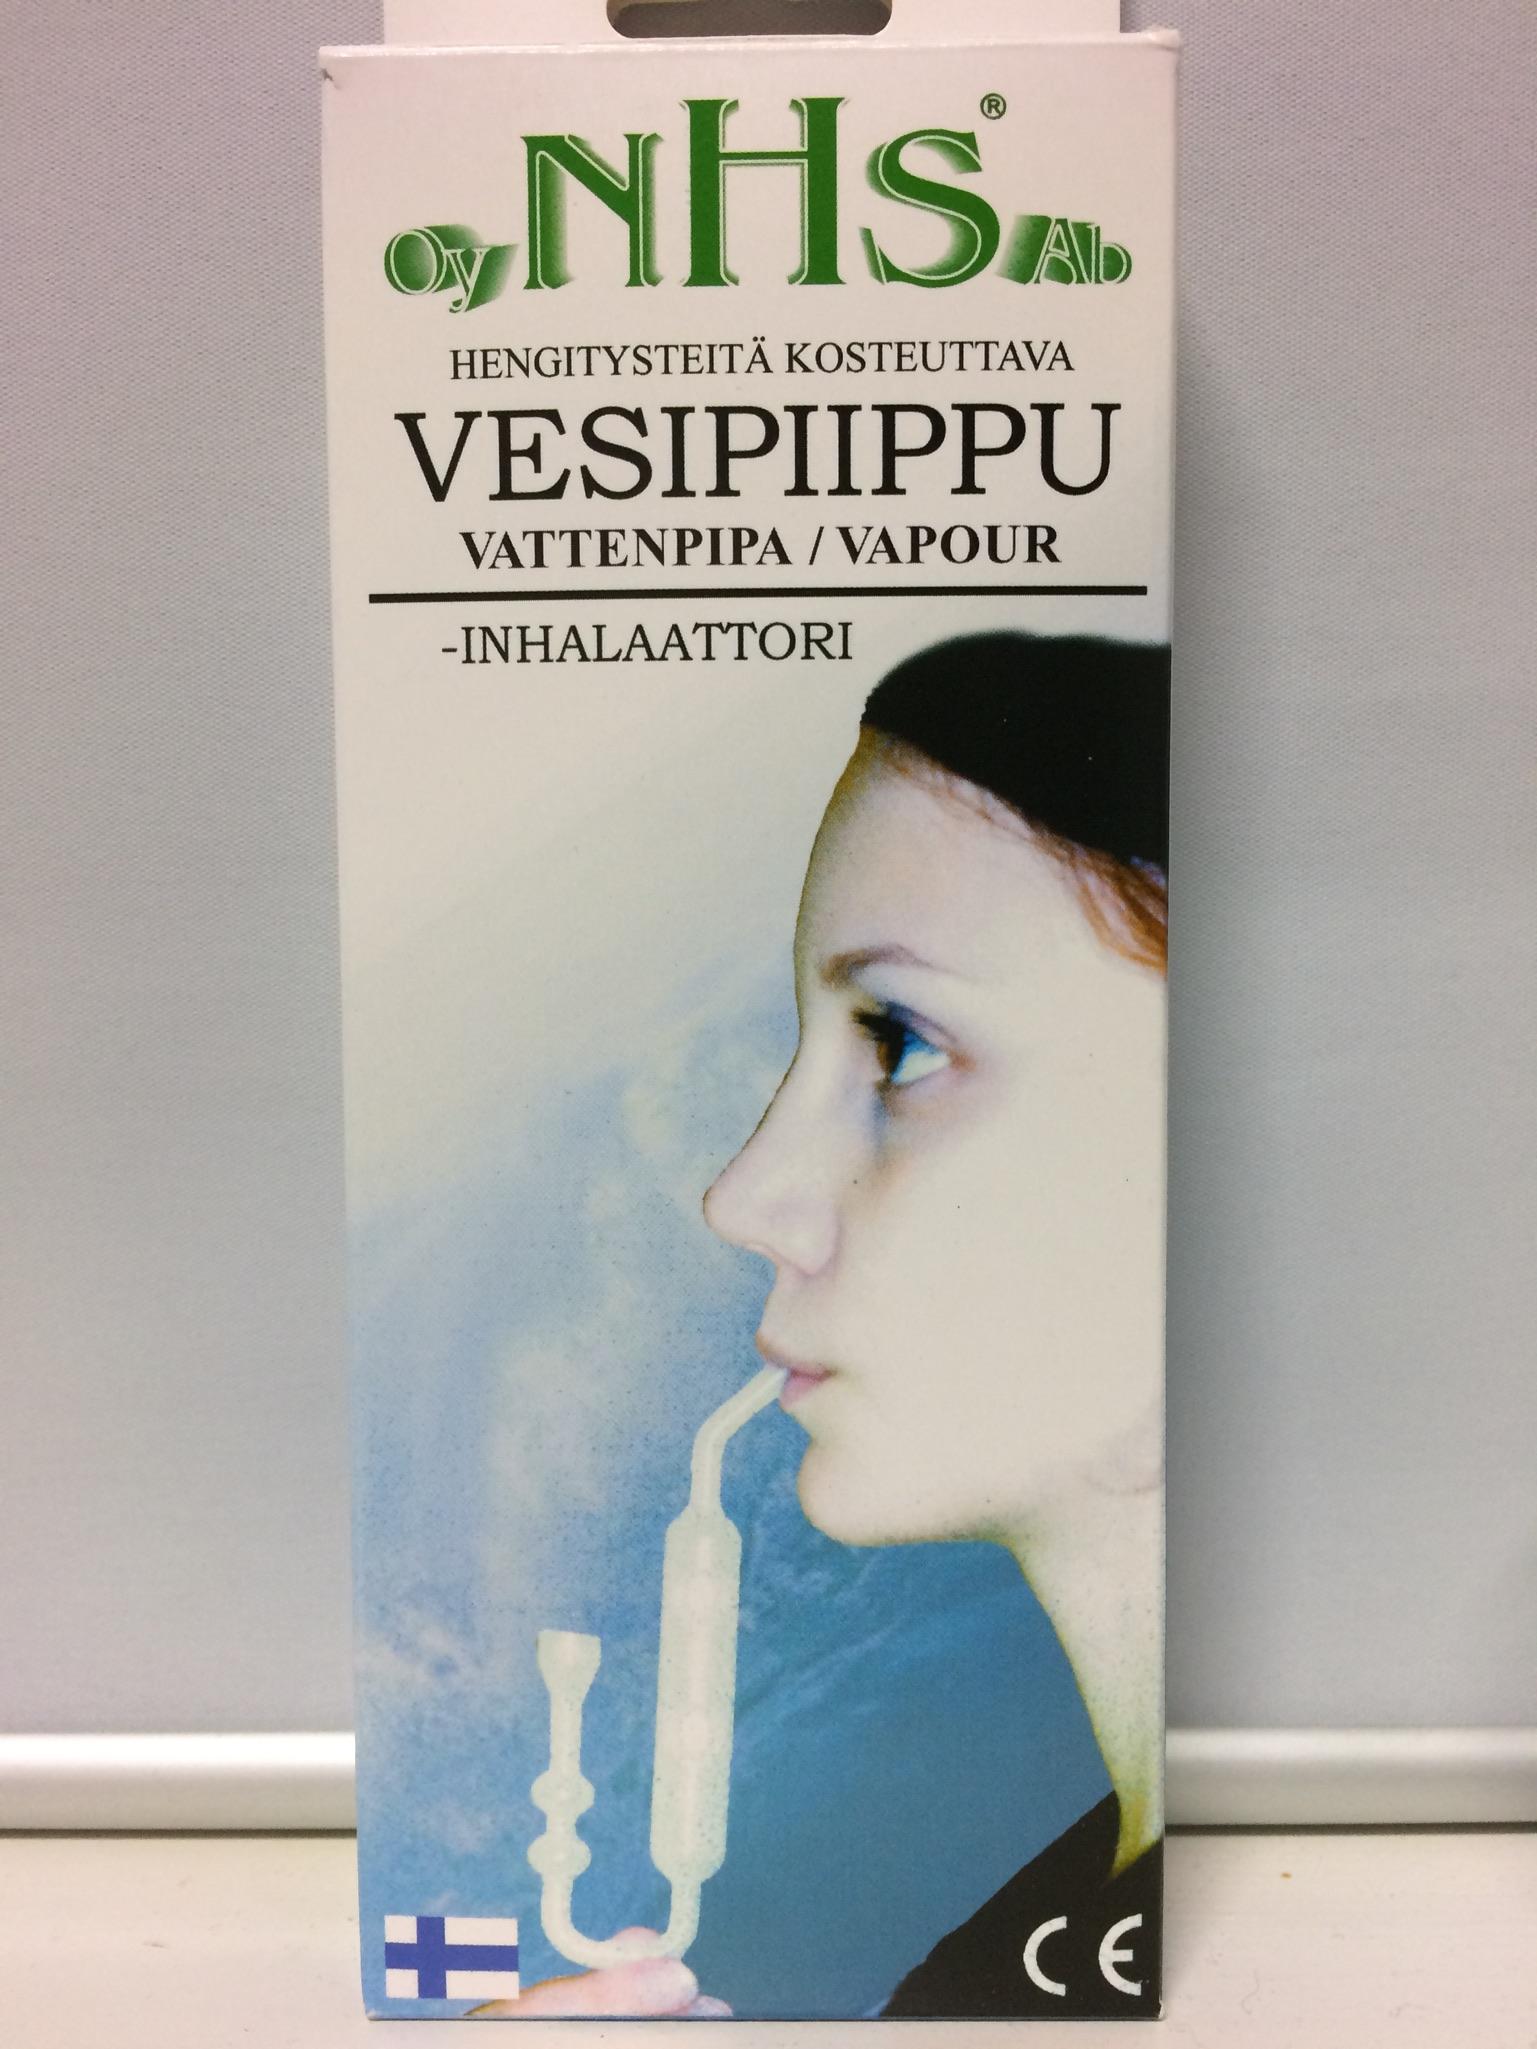 Oy NHS® Ab
HENGITYSTEITÄ KOSTEUTTAVA
VESIPIIPPU
VATTENPIPA / VAPOUR
-INHALAATTORI
CE